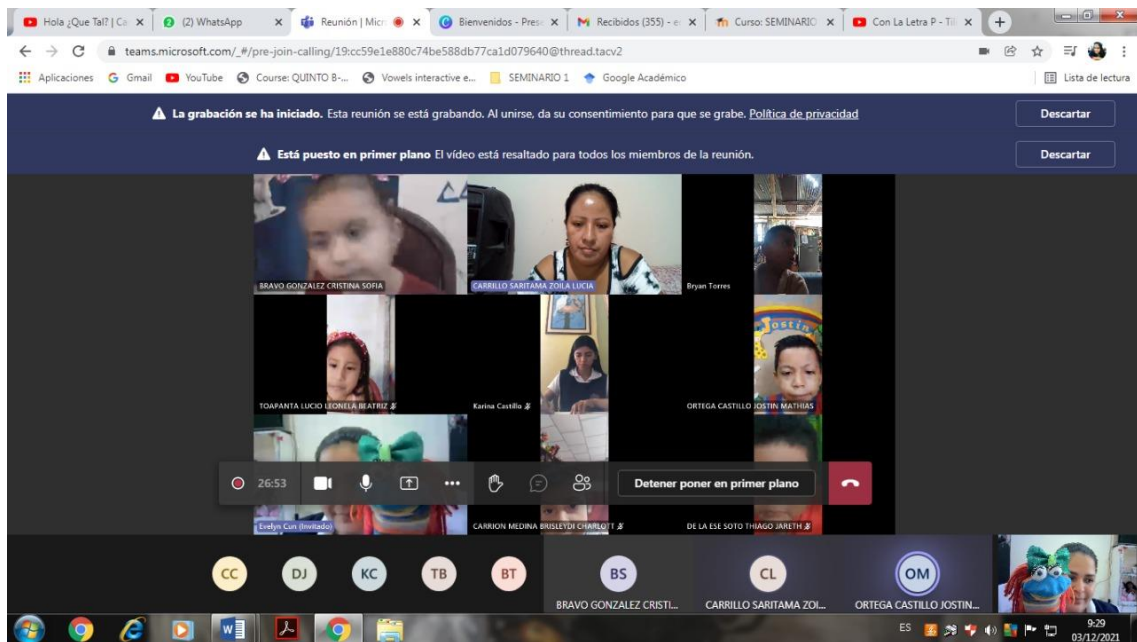 Hola ¿Que Tal? | Ca
(2) WhatsApp
Reunión | Micr
Bienvenidos - Prese
Recibidos (355) - e
Curso: SEMINARIO
Con La Letra P - Ti
teams.microsoft.com/_#/pre-join-calling/19:cc59e1e880c74be588db77ca1d079640@thread.tacv2
Aplicaciones
Gmail
YouTube
Course: QUINTO B-...
Vowels interactive e...
SEMINARIO 1
Google Académico
Lista de lectura
La grabación se ha iniciado. Esta reunión se está grabando. Al unirse, da su consentimiento para que se grabe. Política de privacidad
Descartar
Está puesto en primer plano El vídeo está resaltado para todos los miembros de la reunión.
Descartar
BRAVO GONZALEZ CRISTINA SOFIA
CARRILLO SARITAMA ZOILA LUCIA
Bryan Torres
Jostin
TOAPANTA LUCIO LEONELA BEATRIZ
Karina Castillo
ORTEGA CASTILLO JOSTIN MATHIAS
26:53
Detener poner en primer plano
Evelyn Cun (Invitado)
CARRION MEDINA BRISLEYDI CHARLOTT
DE LA ESE SOTO THIAGO JARETH
CC
DJ
KC
TB
BT
BS
CL
OM
BRAVO GONZALEZ CRISTI...
CARRILLO SARITAMA ZOI...
ORTEGA CASTILLO JOSTIN...
ES
9:29
03/12/2021